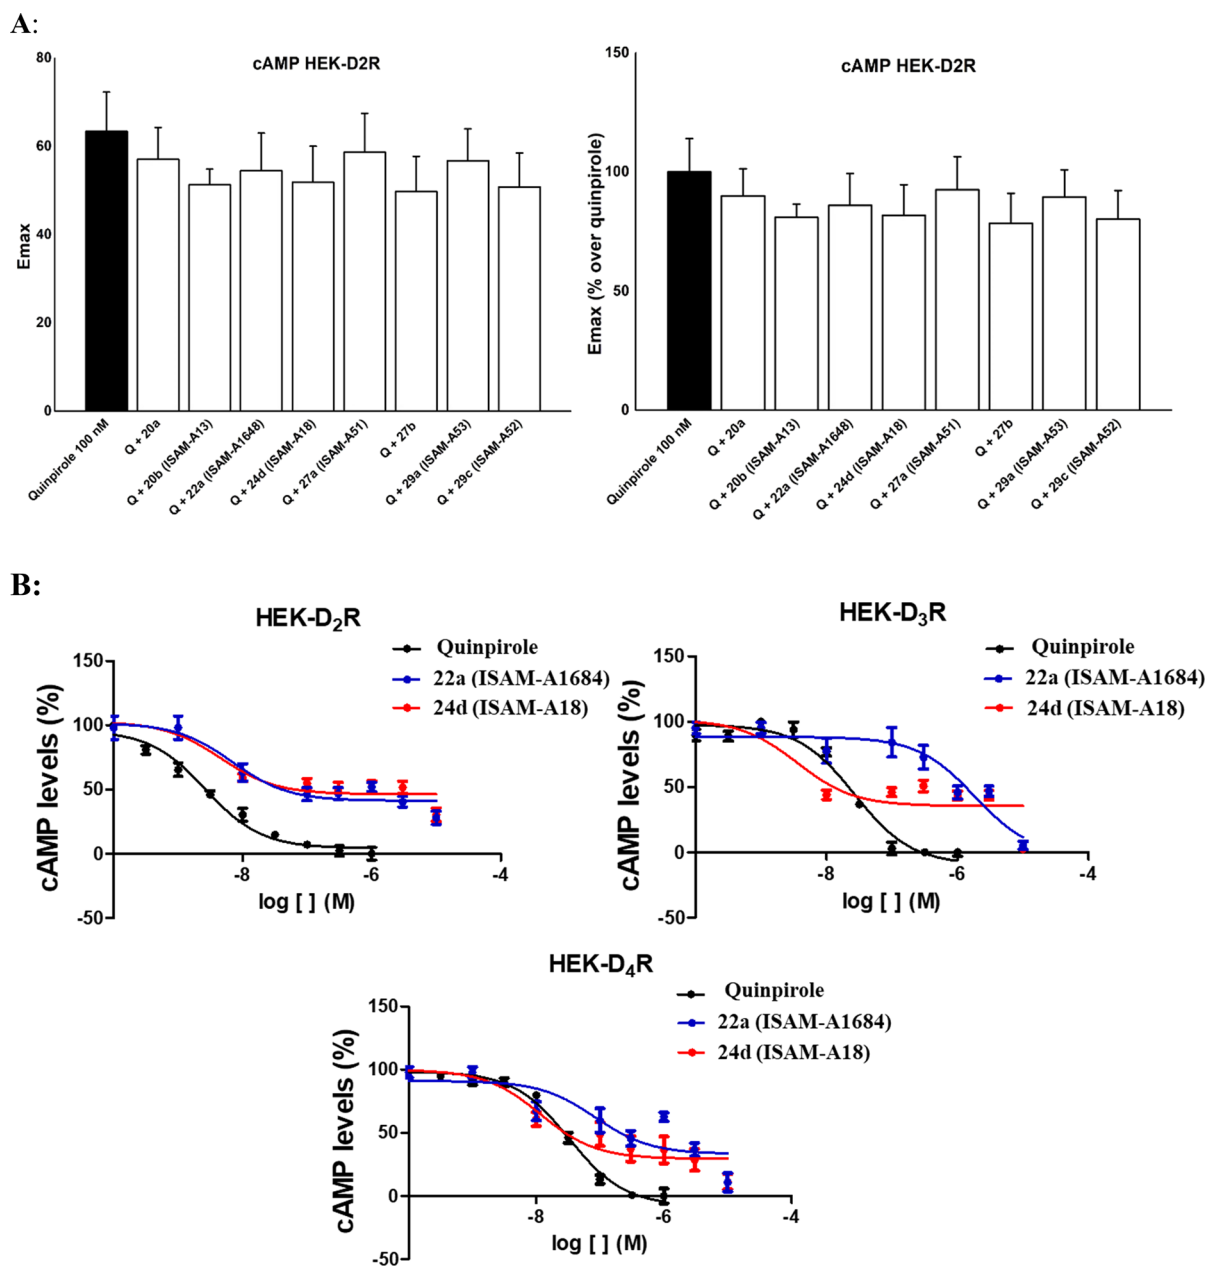 A:
cAMP HEK-D2R
80
60
40
20
0
Emax
Quinpirole 100 nM
Q + 20a
Q + 20b (ISAM-A13)
Q + 22a (ISAM-A1648)
Q + 24d (ISAM-A18)
Q + 27a (ISAM-A51)
Q + 27b
Q + 29a (ISAM-A53)
Q + 29c (ISAM-A52)
cAMP HEK-D2R
150
100
50
0
Emax (% over quinpirole)
Quinpirole 100 nM
Q + 20a
Q + 20b (ISAM-A13)
Q + 22a (ISAM-A1648)
Q + 24d (ISAM-A18)
Q + 27a (ISAM-A51)
Q + 27b
Q + 29a (ISAM-A53)
Q + 29c (ISAM-A52)
B:
HEK-D₂R
Quinpirole
22a (ISAM-A1684)
24d (ISAM-A18)
150
100
50
0
-50
cAMP levels (%)
-8
-6
-4
log [ ] (M)
HEK-D₃R
Quinpirole
22a (ISAM-A1684)
24d (ISAM-A18)
150
100
50
0
-50
cAMP levels (%)
-8
-6
-4
log [ ] (M)
HEK-D₄R
Quinpirole
22a (ISAM-A1684)
24d (ISAM-A18)
150
100
50
0
-50
cAMP levels (%)
-8
-6
-4
log [ ] (M)